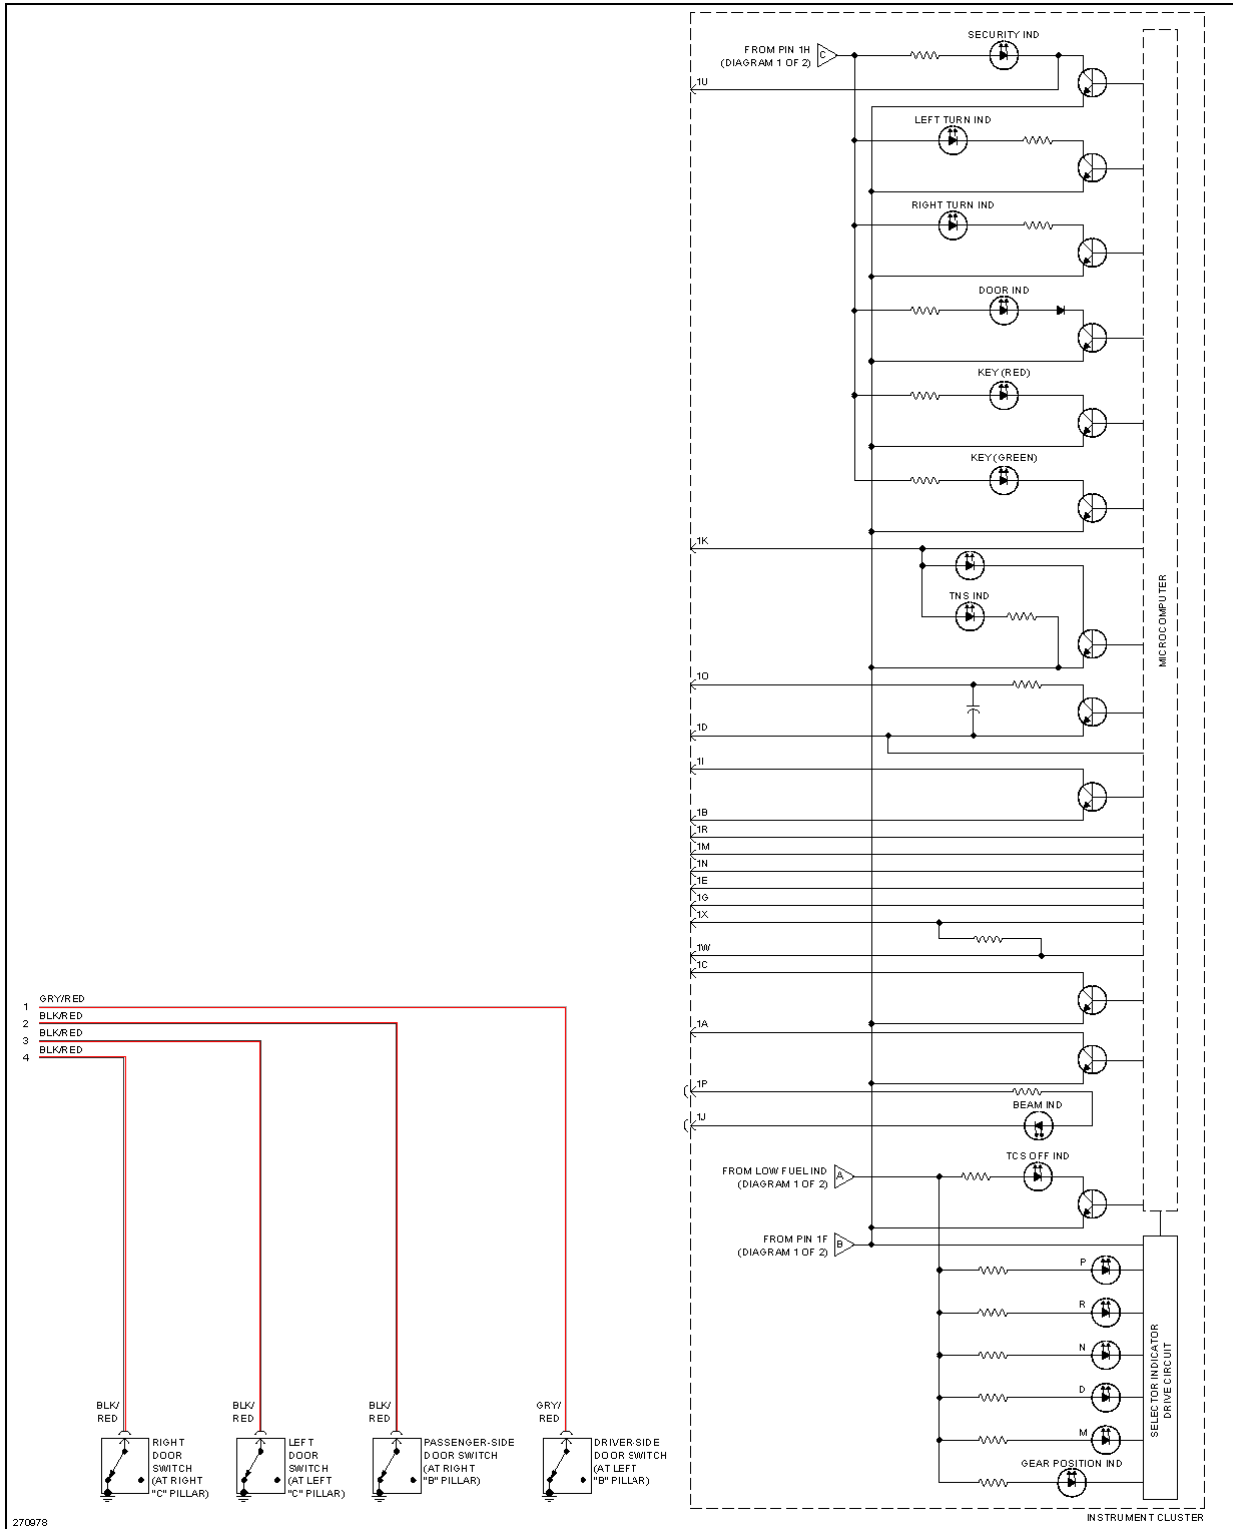 SECURITY IND
FROM PIN 1H
(DIAGRAM 1 OF 2)
C
1U
LEFT TURN IND
RIGHT TURN IND
DOOR IND
KEY (RED)
KEY (GREEN)
1K
TNS IND
MICROCOMPUTER
1O
1D
1I
1B
1R
1M
1N
1E
1G
1X
1W
1C
1A
1P
BEAM IND
1J
TCS OFF IND
FROM LOW FUEL IND
(DIAGRAM 1 OF 2)
A
FROM PIN 1F
(DIAGRAM 1 OF 2)
B
P
R
N
D
M
GEAR POSITION IND
SELECTOR INDICATOR
DRIVE CIRCUIT
INSTRUMENT CLUSTER
1 GRY/RED
2 BLK/RED
3 BLK/RED
4 BLK/RED
BLK/
RED
BLK/
RED
BLK/
RED
GRY/
RED
RIGHT
DOOR
SWITCH
(AT RIGHT
"C" PILLAR)
LEFT
DOOR
SWITCH
(AT LEFT
"C" PILLAR)
PASSENGER-SIDE
DOOR SWITCH
(AT RIGHT
"B" PILLAR)
DRIVER-SIDE
DOOR SWITCH
(AT LEFT
"B" PILLAR)
270978